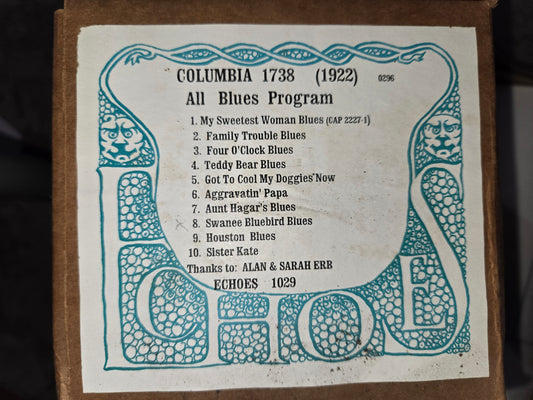 COLUMBIA 1738 (1922) 0296
All Blues Program
1. My Sweetest Woman Blues (CAP 2227-1)
2. Family Trouble Blues
3. Four O'Clock Blues
4. Teddy Bear Blues
5. Got To Cool My Doggies Now
6. Aggravatin' Papa
7. Aunt Hagar's Blues
8. Swanee Bluebird Blues
9. Houston Blues
10. Sister Kate
Thanks to: ALAN & SARAH ERB
ECHOES 1029
ECHOES